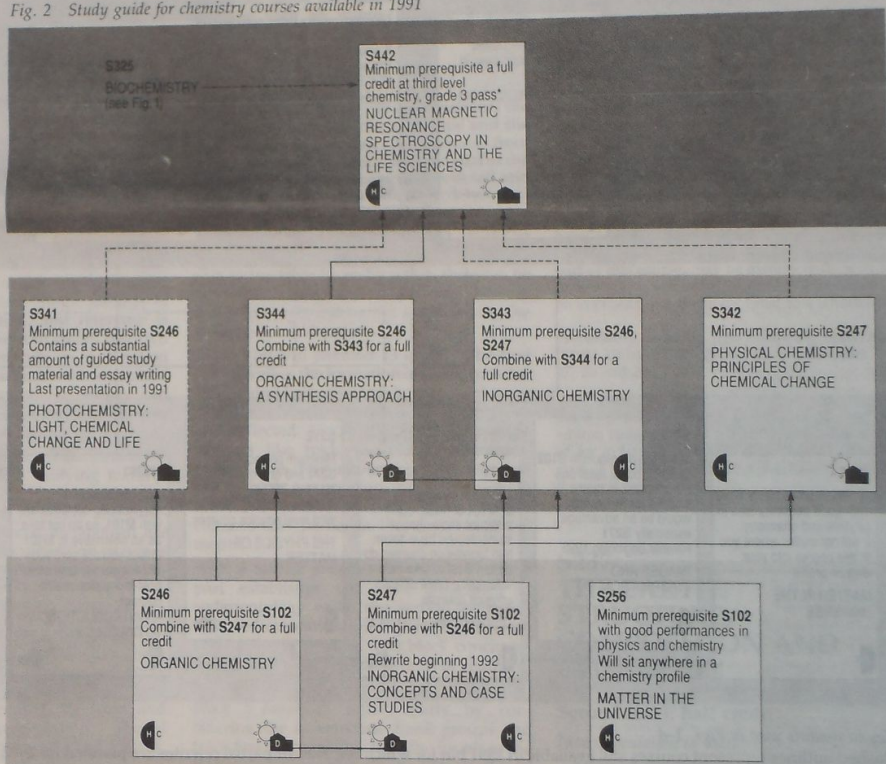 Fig. 2 Study guide for chemistry courses available in 1991
S325
BIOCHEMISTRY
(see Fig. 1)
S442
Minimum prerequisite a full
credit at third level
chemistry, grade 3 pass*
NUCLEAR MAGNETIC
RESONANCE
SPECTROSCOPY IN
CHEMISTRY AND THE
LIFE SCIENCES
H C
S341
Minimum prerequisite S246
Contains a substantial
amount of guided study
material and essay writing
Last presentation in 1991
PHOTOCHEMISTRY:
LIGHT, CHEMICAL
CHANGE AND LIFE
H C
S344
Minimum prerequisite S246
Combine with S343 for a full
credit
ORGANIC CHEMISTRY:
A SYNTHESIS APPROACH
H C
D
S343
Minimum prerequisite S246,
S247
Combine with S344 for a
full credit
INORGANIC CHEMISTRY
D
H C
S342
Minimum prerequisite S247
PHYSICAL CHEMISTRY:
PRINCIPLES OF
CHEMICAL CHANGE
H C
S246
Minimum prerequisite S102
Combine with S247 for a full
credit
ORGANIC CHEMISTRY
H C
D
S247
Minimum prerequisite S102
Combine with S246 for a full
credit
Rewrite beginning 1992
INORGANIC CHEMISTRY:
CONCEPTS AND CASE
STUDIES
D
H C
S256
Minimum prerequisite S102
with good performances in
physics and chemistry
Will sit anywhere in a
chemistry profile
MATTER IN THE
UNIVERSE
H C